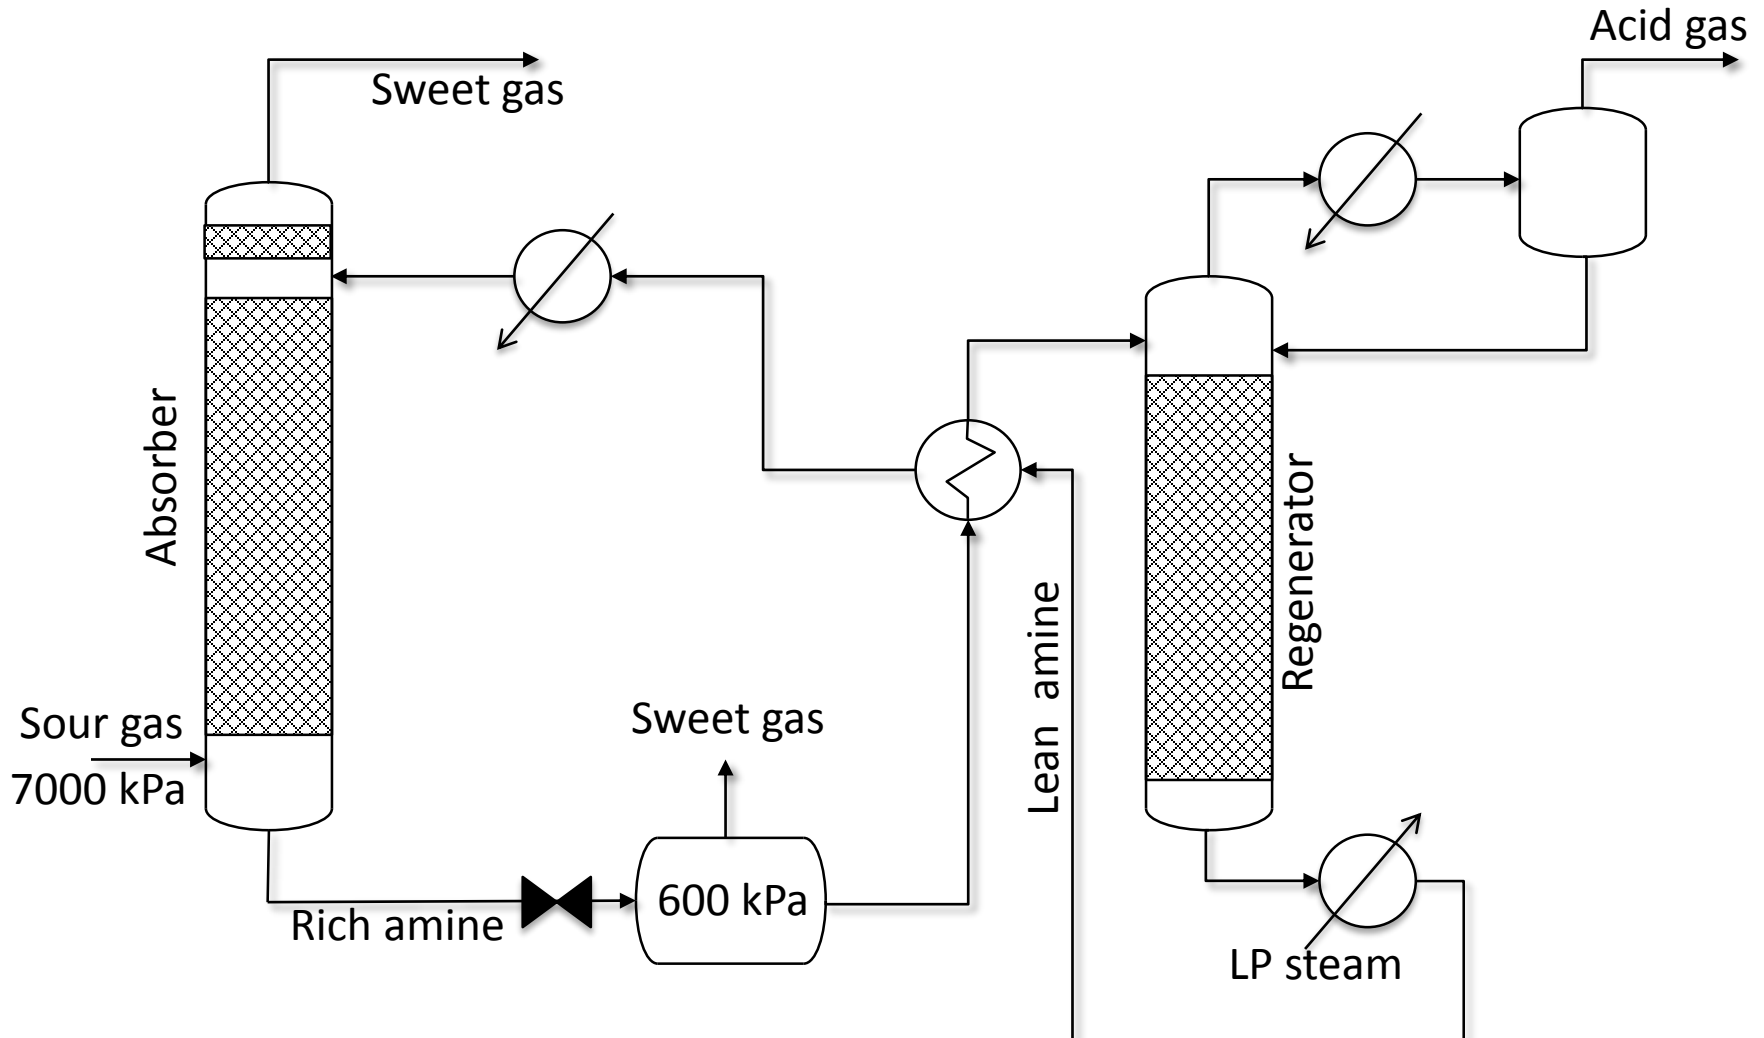 Acid gas
Sweet gas
Absorber
Regenerator
Lean amine
Sour gas
7000 kPa
Sweet gas
600 kPa
Rich amine
LP steam